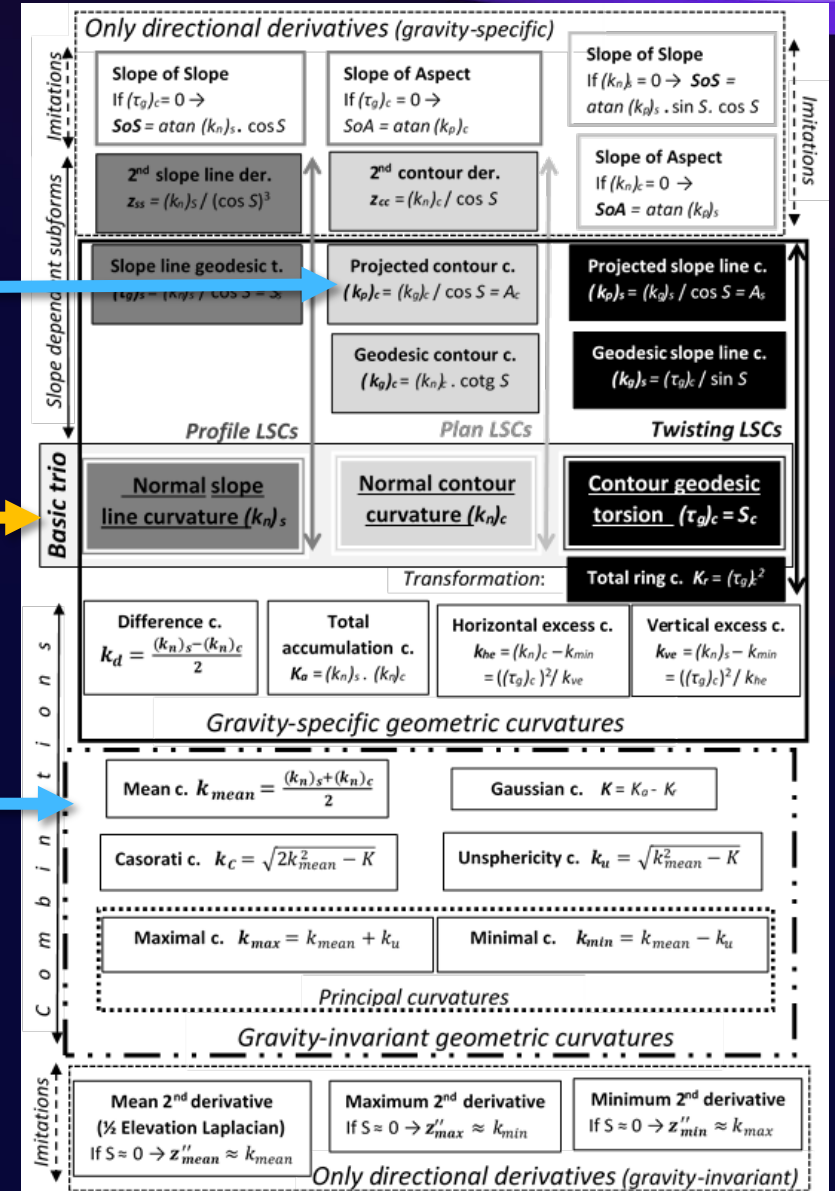 Only directional derivatives (gravity-specific)
Imitations
Slope of Slope
If (τg)c = 0 →
SoS = atan (kn)s. cosS
Slope of Aspect
If (τg)c = 0 →
SoA = atan (kp)c
Slope of Slope
If (kn)s = 0 → SoS =
atan (kg)s . sin S. cos S
Slope of Aspect
If (kn)c = 0 →
SoA = atan (kp)s
Imitations
Slope dependent subforms
2nd slope line der.
zss = (kn)s / (cos S)3
2nd contour der.
zcc = (kn)c / cos S
Slope line geodesic t.
(τg)s = (kn)s / cos S = Ss
Projected contour c.
(kp)c = (kg)c / cos S = Ac
Projected slope line c.
(kp)s = (kg)s / cos S = As
Geodesic contour c.
(kg)c = (kn)c . cotg S
Geodesic slope line c.
(kg)s = (τg)c / sin S
Profile LSCs
Plan LSCs
Twisting LSCs
Basic trio
Normal slope
line curvature (kn)s
Normal contour
curvature (kn)c
Contour geodesic
torsion (τg)c = Sc
Transformation:
Total ring c. Kr = (τg)c2
Combinations
Difference c.
kd = (kn)s−(kn)c / 2
Total
accumulation c.
Ka = (kn)s . (kn)c
Horizontal excess c.
khe = (kn)c − kmin
= ((τg)c )2/ kve
Vertical excess c.
kve = (kn)s − kmin
= ((τg)c )2/ khe
Gravity-specific geometric curvatures
Mean c. kmean = (kn)s+(kn)c / 2
Gaussian c. K = Ka - Kr
Casorati c. kC = √2k2mean − K
Unsphericity c. ku = √k2mean − K
Maximal c. kmax = kmean + ku
Minimal c. kmin = kmean − ku
Principal curvatures
Gravity-invariant geometric curvatures
Imitations
Mean 2nd derivative
(½ Elevation Laplacian)
If S ≈ 0 → z″mean ≈ kmean
Maximum 2nd derivative
If S ≈ 0 → z″max ≈ kmin
Minimum 2nd derivative
If S ≈ 0 → z″min ≈ kmax
Only directional derivatives (gravity-invariant)